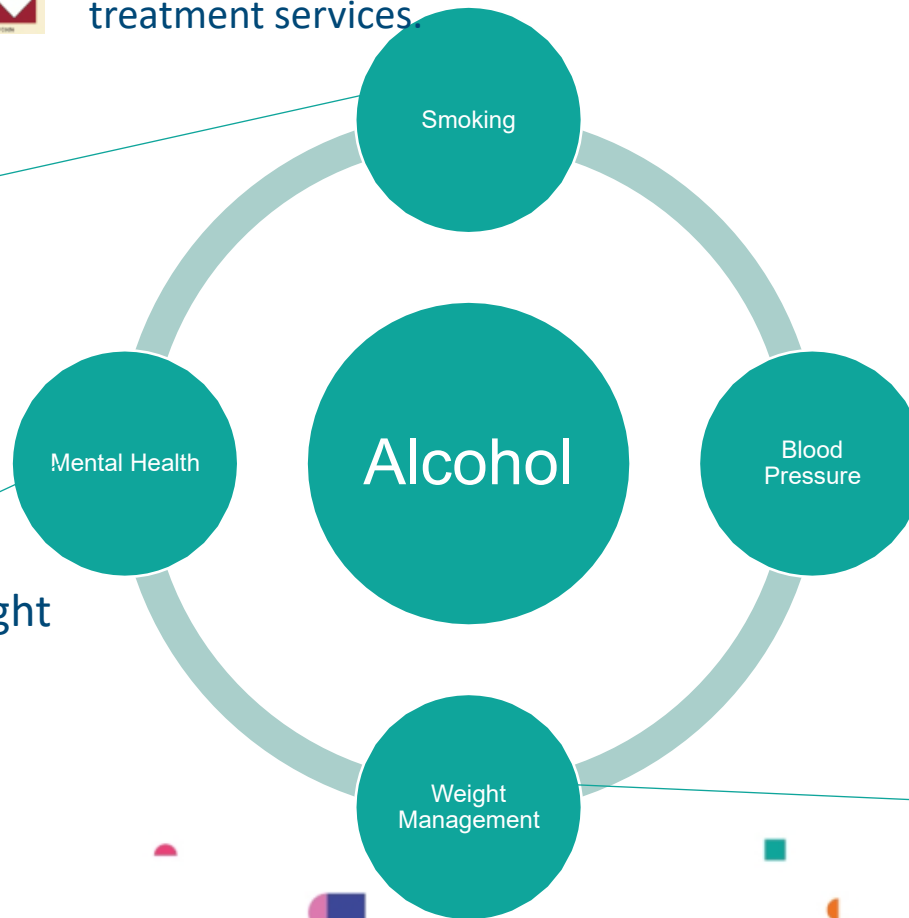 treatment services.
Smoking
Mental Health
Alcohol
Blood
Pressure
ght
Weight
Management